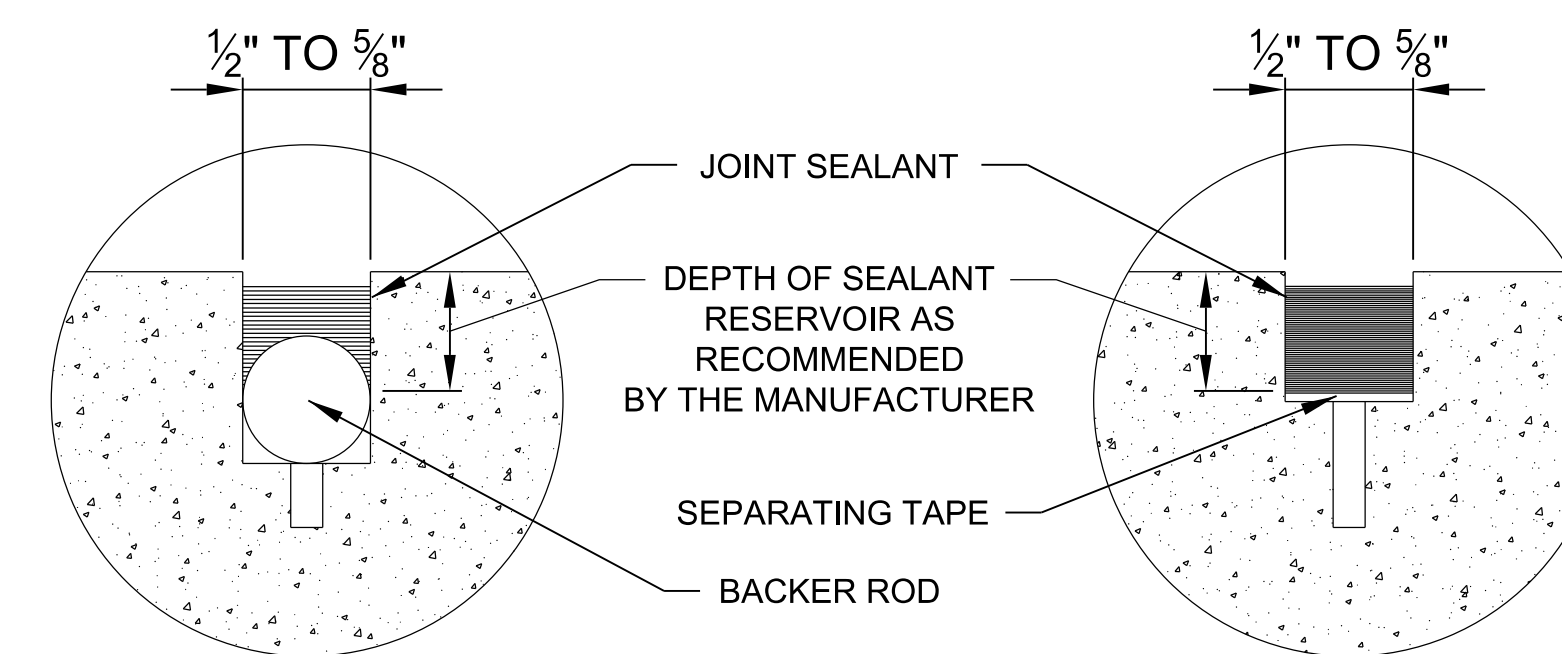 ½" TO ⅝"
½" TO ⅝"
JOINT SEALANT
DEPTH OF SEALANT
RESERVOIR AS
RECOMMENDED
BY THE MANUFACTURER
SEPARATING TAPE
BACKER ROD